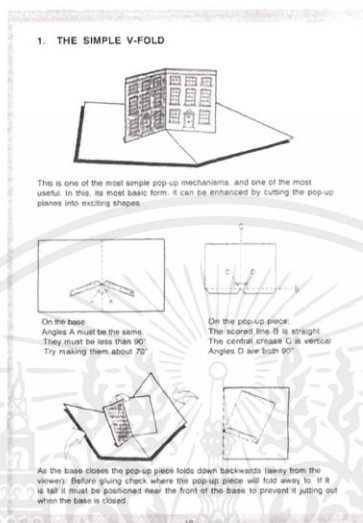 1. THE SIMPLE V-FOLD
This is one of the most simple pop-up mechanisms, and one of the most
useful. In this, its most basic form, it can be enhanced by cutting the pop-up
planes into exciting shapes.
On the base:
Angles A must be the same
They must be less than 90°
Try making them about 70°
C
D D
B
On the pop-up piece:
The scored line B is straight
The central crease C is vertical
Angles D are both 90°
As the base closes the pop-up piece folds down backwards (away from the
viewer). Before gluing check where the pop-up piece will fold away to. If it
is tall it must be positioned near the front of the base to prevent it jutting out
when the base is closed.